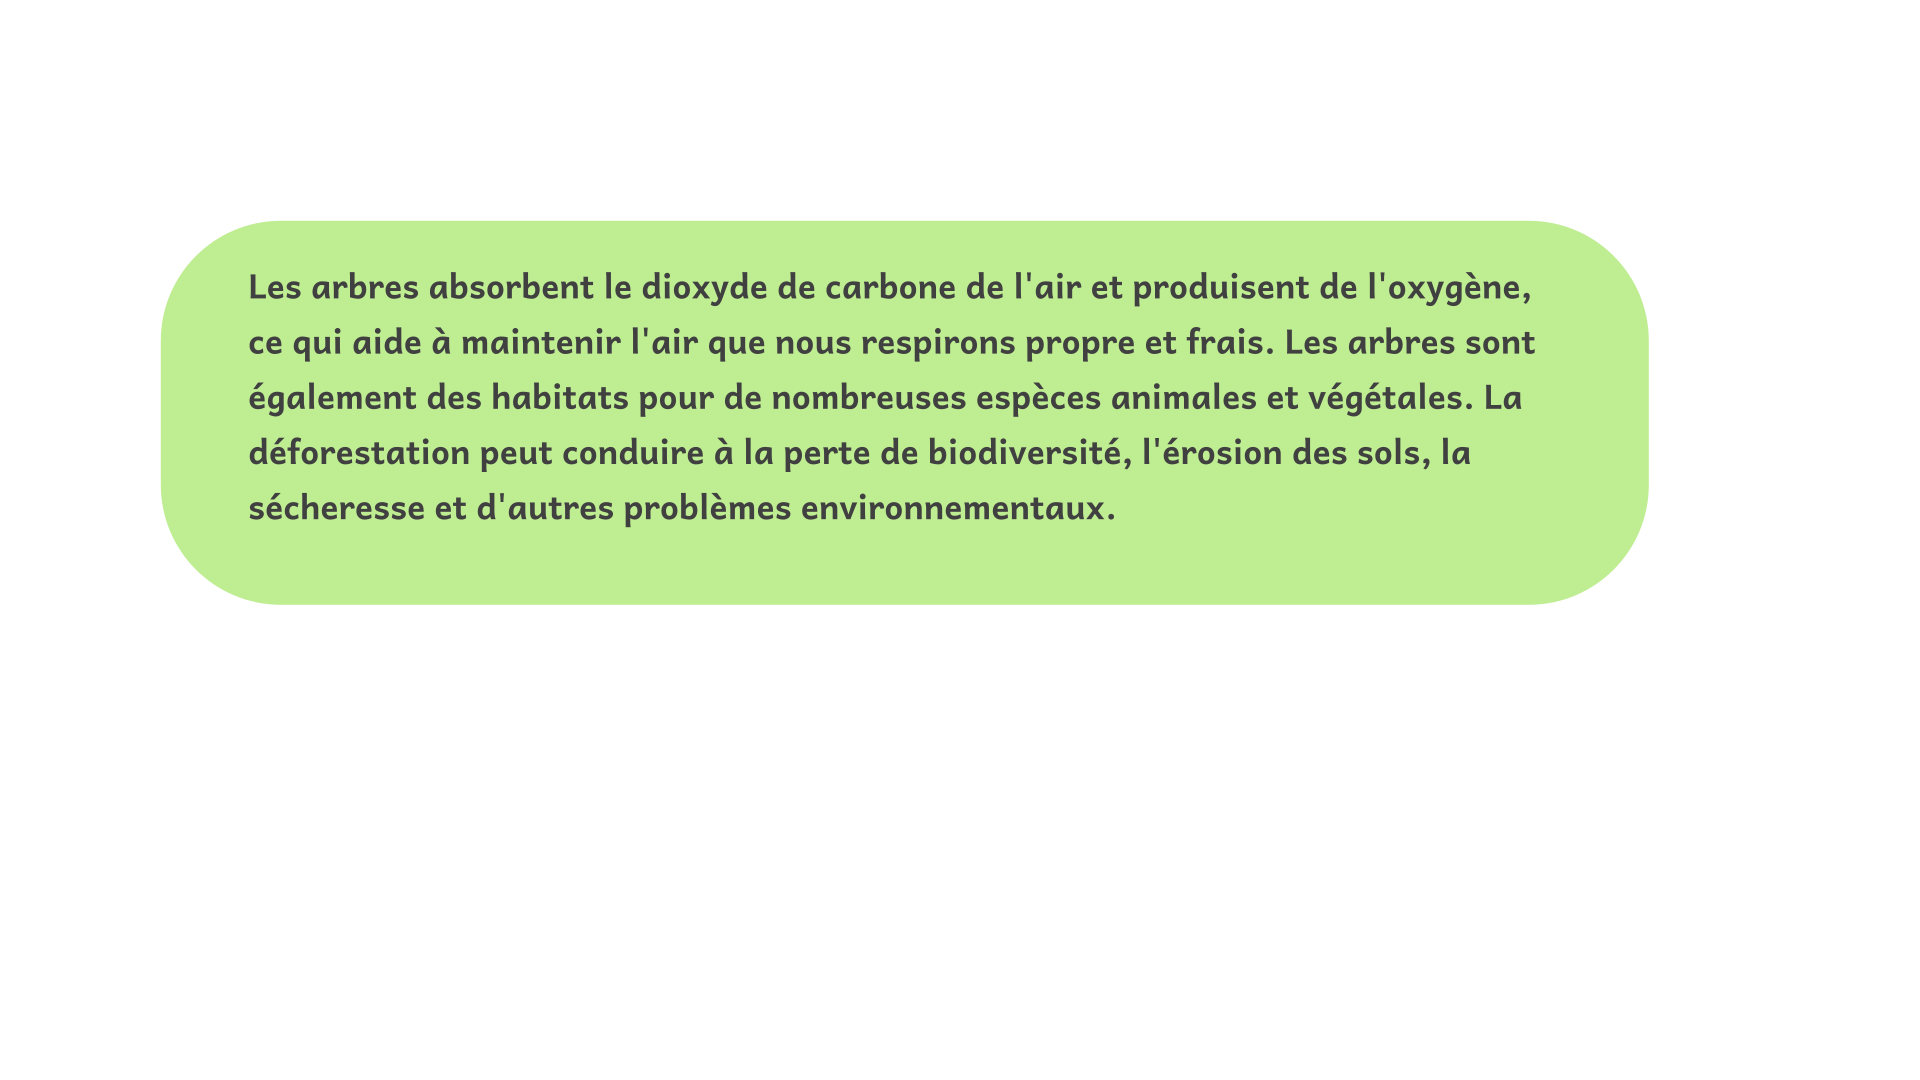 Les arbres absorbent le dioxyde de carbone de l'air et produisent de l'oxygène,
ce qui aide à maintenir l'air que nous respirons propre et frais. Les arbres sont
également des habitats pour de nombreuses espèces animales et végétales. La
déforestation peut conduire à la perte de biodiversité, l'érosion des sols, la
sécheresse et d'autres problèmes environnementaux.